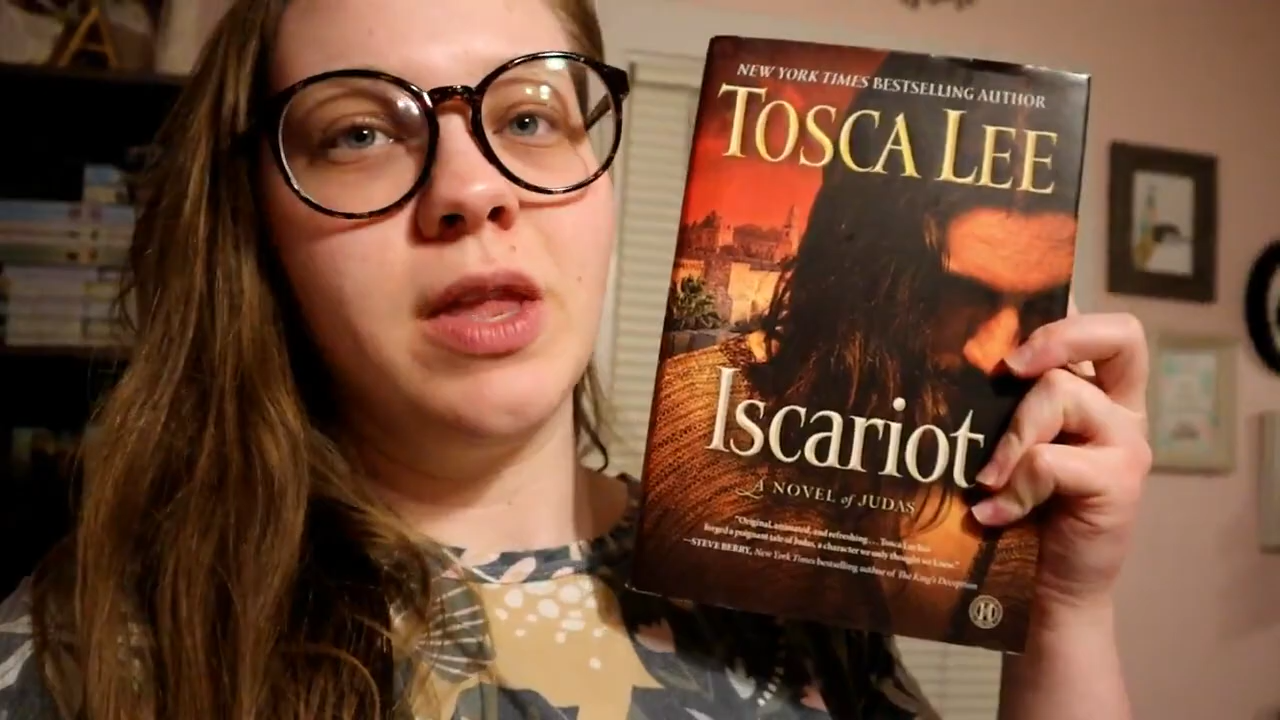 NEW YORK TIMES BESTSELLING AUTHOR
TOSCA LEE
Iscariot
A NOVEL of JUDAS
"Original, animated, and refreshing.... Tosca Lee has
forged a poignant tale of Judas, a character we only thought we knew."
—STEVE BERRY, New York Times bestselling author of The King's Deception
H
A